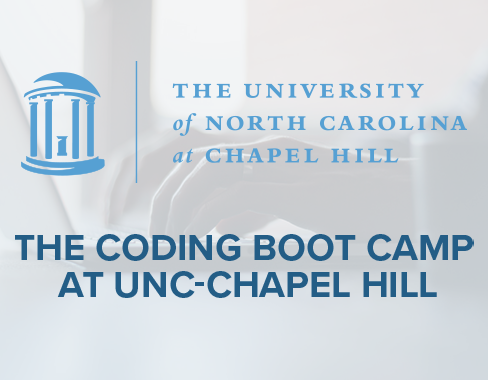 THE UNIVERSITY
of NORTH CAROLINA
at CHAPEL HILL
THE CODING BOOT CAMP
AT UNC-CHAPEL HILL